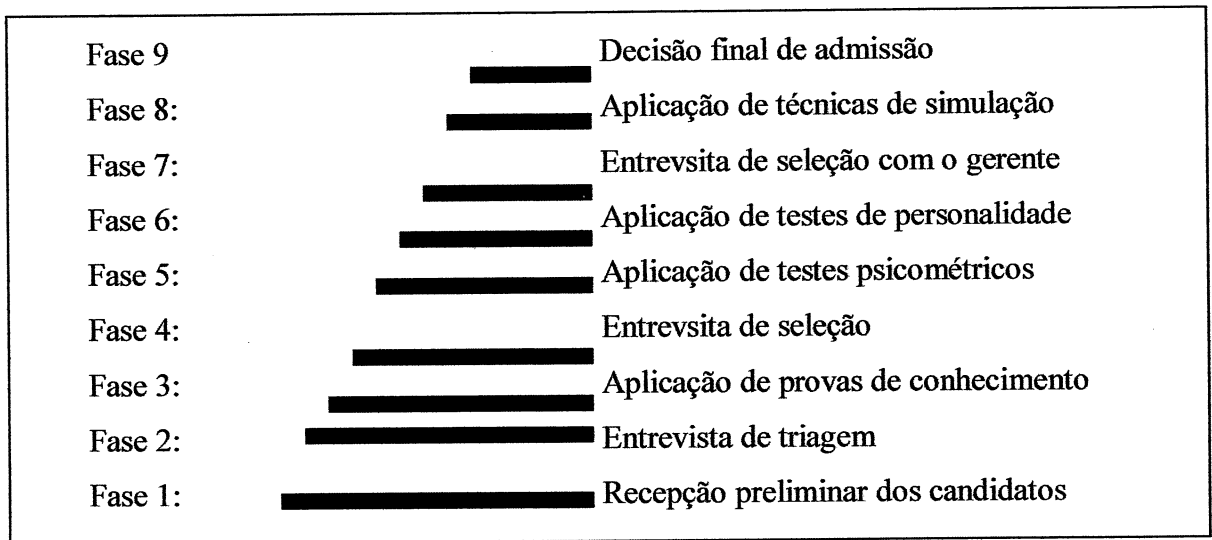 Fase 9 Decisão final de admissão
Fase 8: Aplicação de técnicas de simulação
Fase 7: Entrevsita de seleção com o gerente
Fase 6: Aplicação de testes de personalidade
Fase 5: Aplicação de testes psicométricos
Fase 4: Entrevsita de seleção
Fase 3: Aplicação de provas de conhecimento
Fase 2: Entrevista de triagem
Fase 1: Recepção preliminar dos candidatos